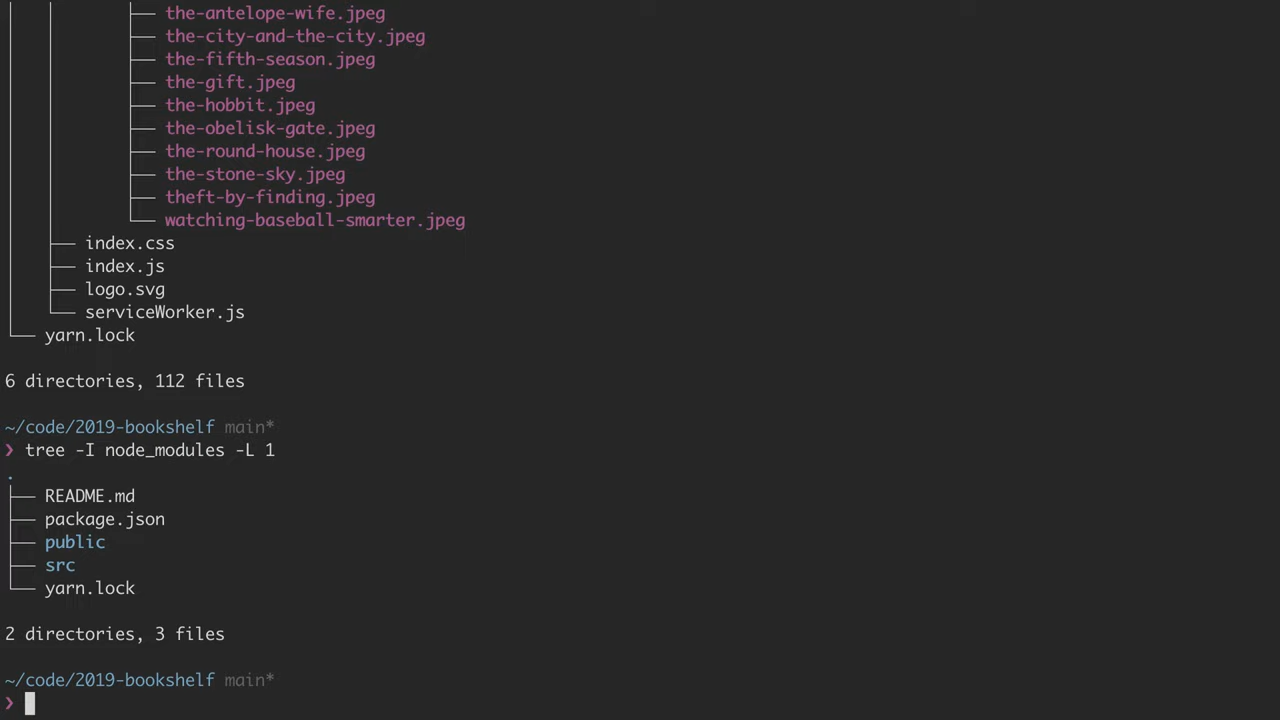 ├── the-antelope-wife.jpeg
├── the-city-and-the-city.jpeg
├── the-fifth-season.jpeg
├── the-gift.jpeg
├── the-hobbit.jpeg
├── the-obelisk-gate.jpeg
├── the-round-house.jpeg
├── the-stone-sky.jpeg
├── theft-by-finding.jpeg
└── watching-baseball-smarter.jpeg
├── index.css
├── index.js
├── logo.svg
└── serviceWorker.js
└── yarn.lock
6 directories, 112 files
~/code/2019-bookshelf main*
❯ tree -I node_modules -L 1
.
├── README.md
├── package.json
├── public
├── src
└── yarn.lock
2 directories, 3 files
~/code/2019-bookshelf main*
❯